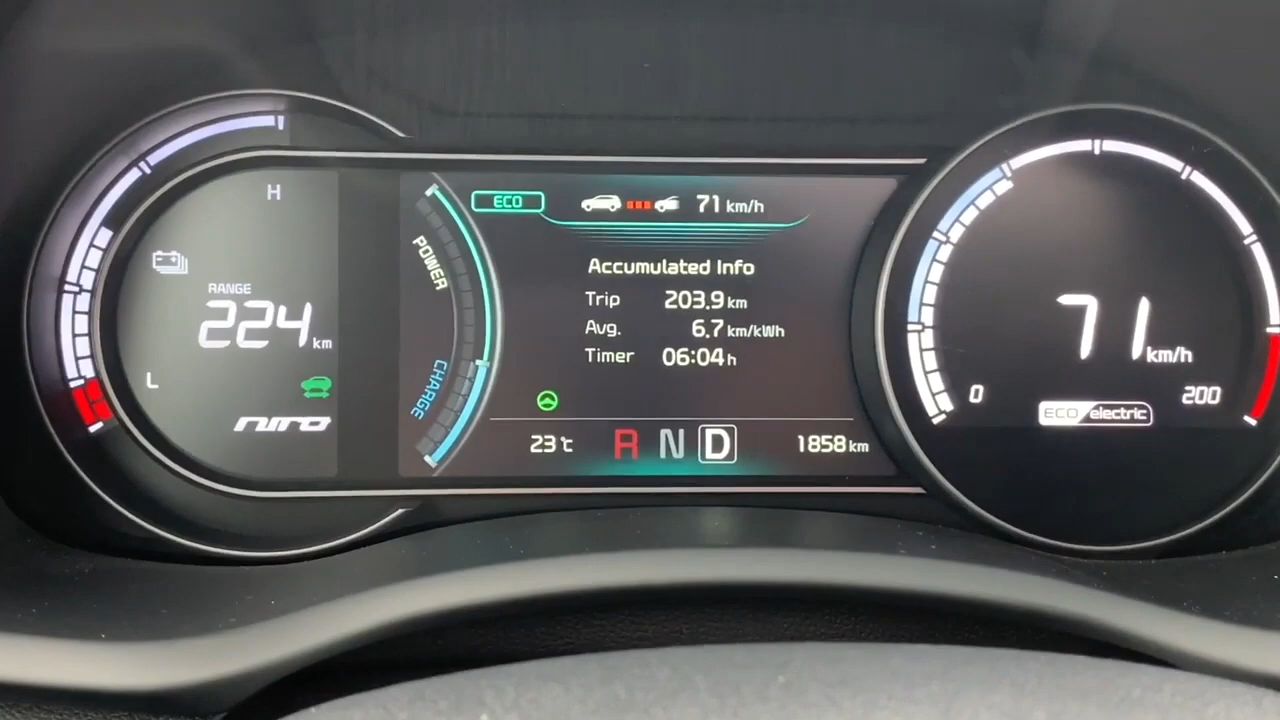 H
RANGE
224 km
L
niro
POWER
CHARGE
ECO
71 km/h
Accumulated Info
Trip 203.9 km
Avg. 6.7 km/kWh
Timer 06:04 h
23 ℃
R N D
1858 km
71 km/h
0 200
ECO electric